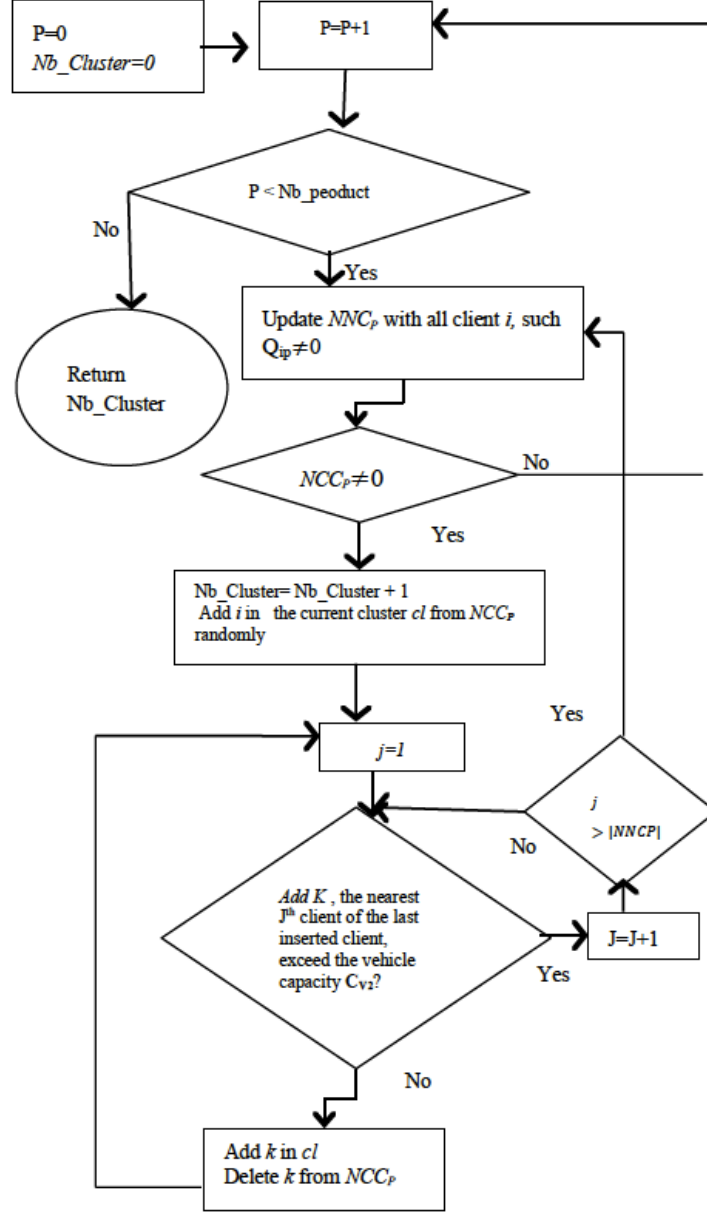 P=0
Nb_Cluster=0
P=P+1
P < Nb_peoduct
No
Yes
Update NNCP with all client i, such
Qip≠0
Return
Nb_Cluster
NCCP≠0
No
Yes
Nb_Cluster= Nb_Cluster + 1
Add i in the current cluster cl from NCCP
randomly
Yes
j=1
j
> |NNCP|
No
Add K , the nearest
Jth client of the last
inserted client,
exceed the vehicle
capacity CV2?
J=J+1
Yes
No
Add k in cl
Delete k from NCCP